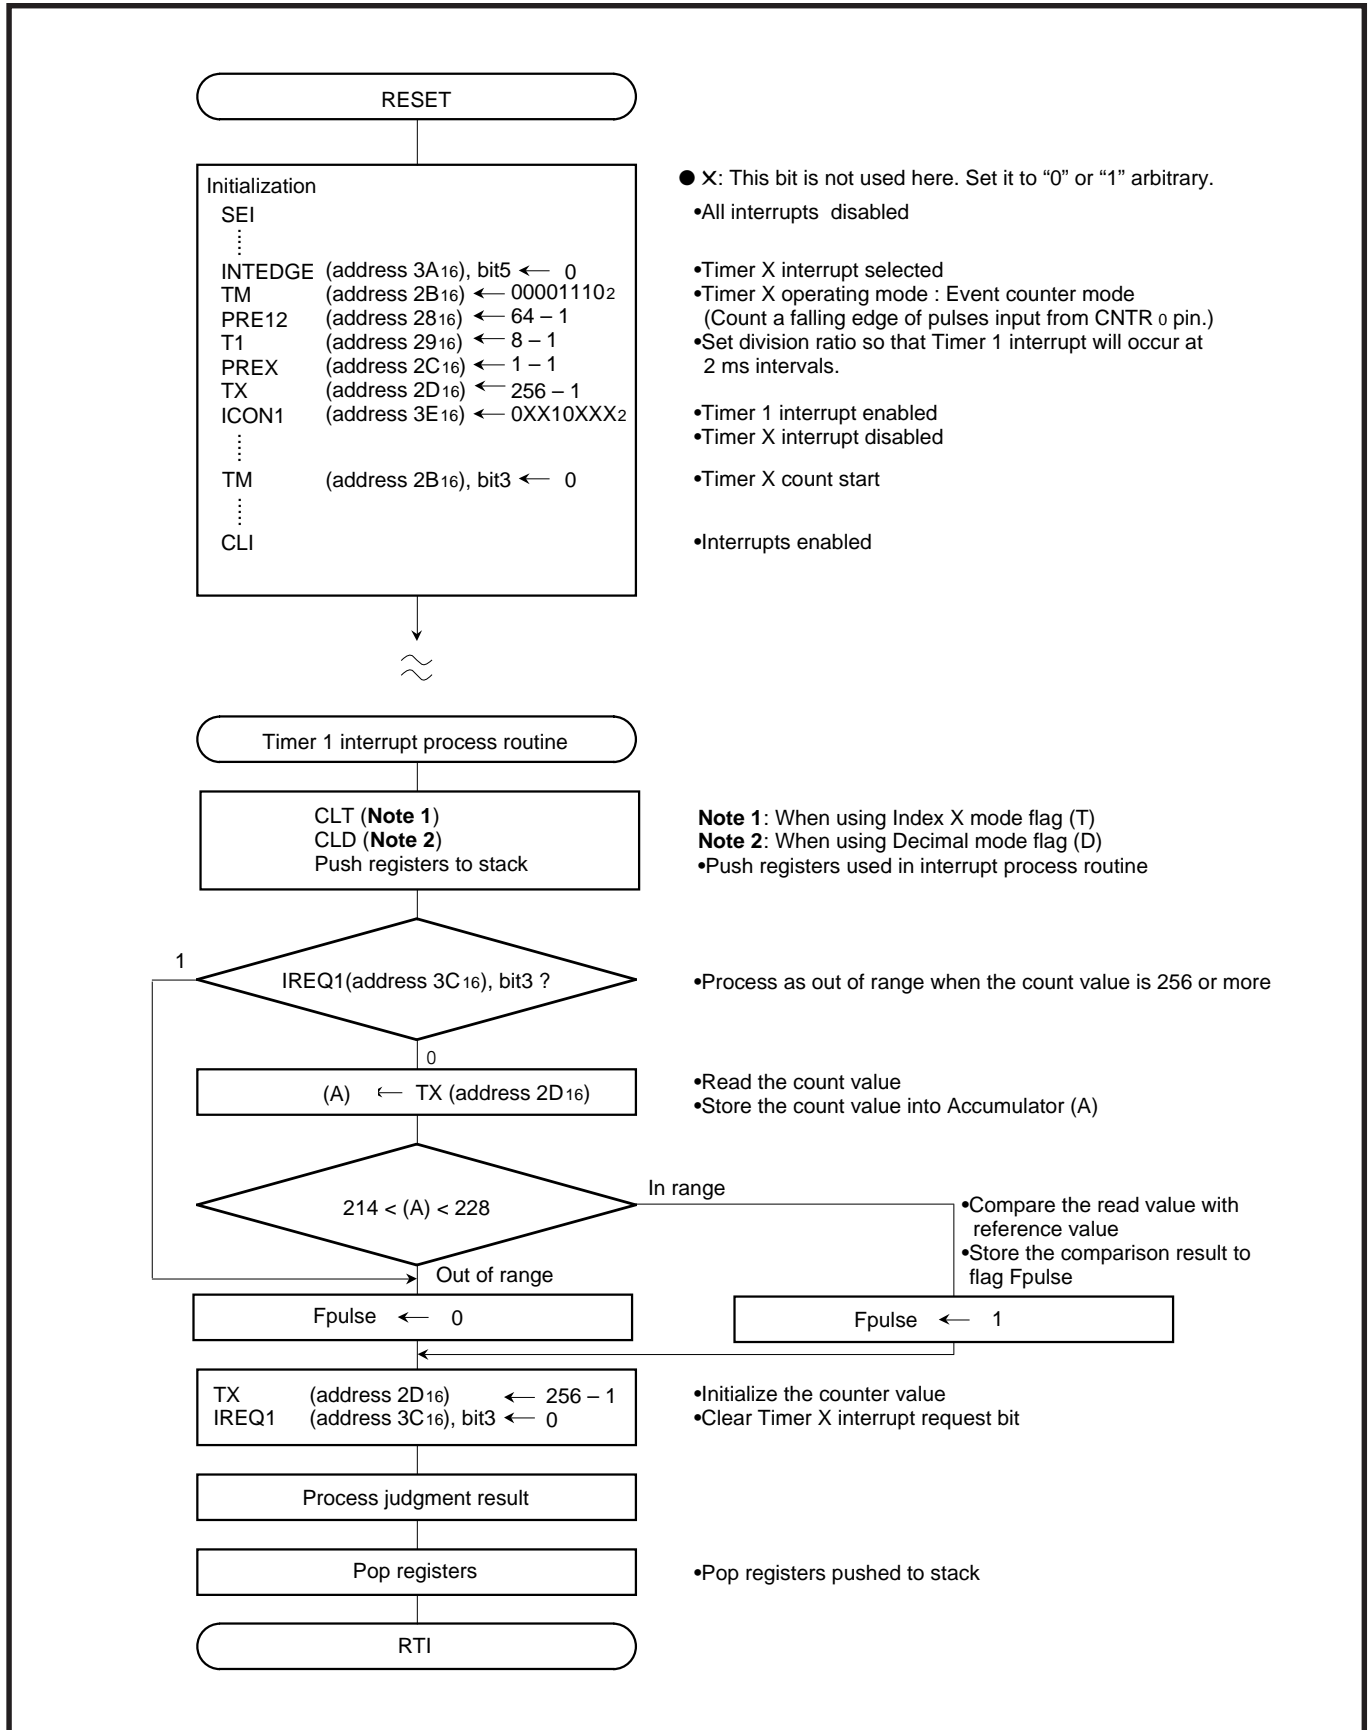 RESET
Initialization
● X: This bit is not used here. Set it to “0” or “1” arbitrary.
SEI
•All interrupts disabled
INTEDGE (address 3A16), bit5 ← 0
•Timer X interrupt selected
TM (address 2B16) ← 000011102
•Timer X operating mode : Event counter mode
PRE12 (address 2816) ← 64 – 1
(Count a falling edge of pulses input from CNTR 0 pin.)
T1 (address 2916) ← 8 – 1
•Set division ratio so that Timer 1 interrupt will occur at
PREX (address 2C16) ← 1 – 1
2 ms intervals.
TX (address 2D16) ← 256 – 1
ICON1 (address 3E16) ← 0XX10XXX2
•Timer 1 interrupt enabled
•Timer X interrupt disabled
TM (address 2B16), bit3 ← 0
•Timer X count start
CLI
•Interrupts enabled
Timer 1 interrupt process routine
CLT (Note 1)
Note 1: When using Index X mode flag (T)
CLD (Note 2)
Note 2: When using Decimal mode flag (D)
Push registers to stack
•Push registers used in interrupt process routine
1
IREQ1(address 3C16), bit3 ?
•Process as out of range when the count value is 256 or more
0
(A) ← TX (address 2D16)
•Read the count value
•Store the count value into Accumulator (A)
In range
214 < (A) < 228
•Compare the read value with
reference value
•Store the comparison result to
flag Fpulse
Out of range
Fpulse ← 0
Fpulse ← 1
TX (address 2D16) ← 256 – 1
•Initialize the counter value
IREQ1 (address 3C16), bit3 ← 0
•Clear Timer X interrupt request bit
Process judgment result
Pop registers
•Pop registers pushed to stack
RTI